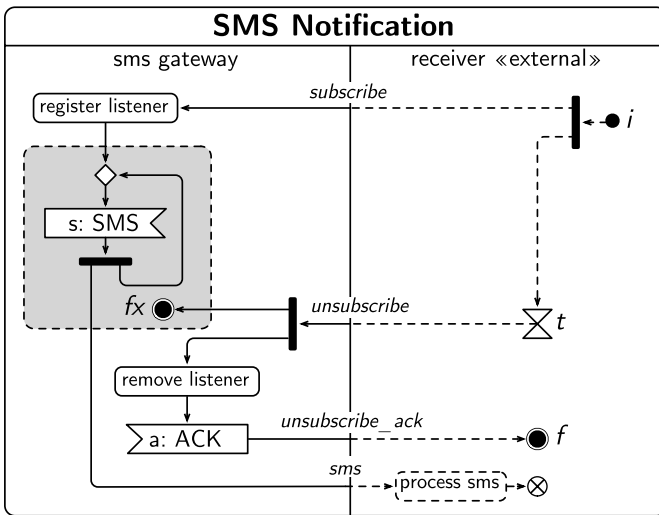 SMS Notification
sms gateway
receiver «external»
subscribe
register listener
i
s: SMS
fx
unsubscribe
t
remove listener
unsubscribe_ack
a: ACK
f
sms
process sms